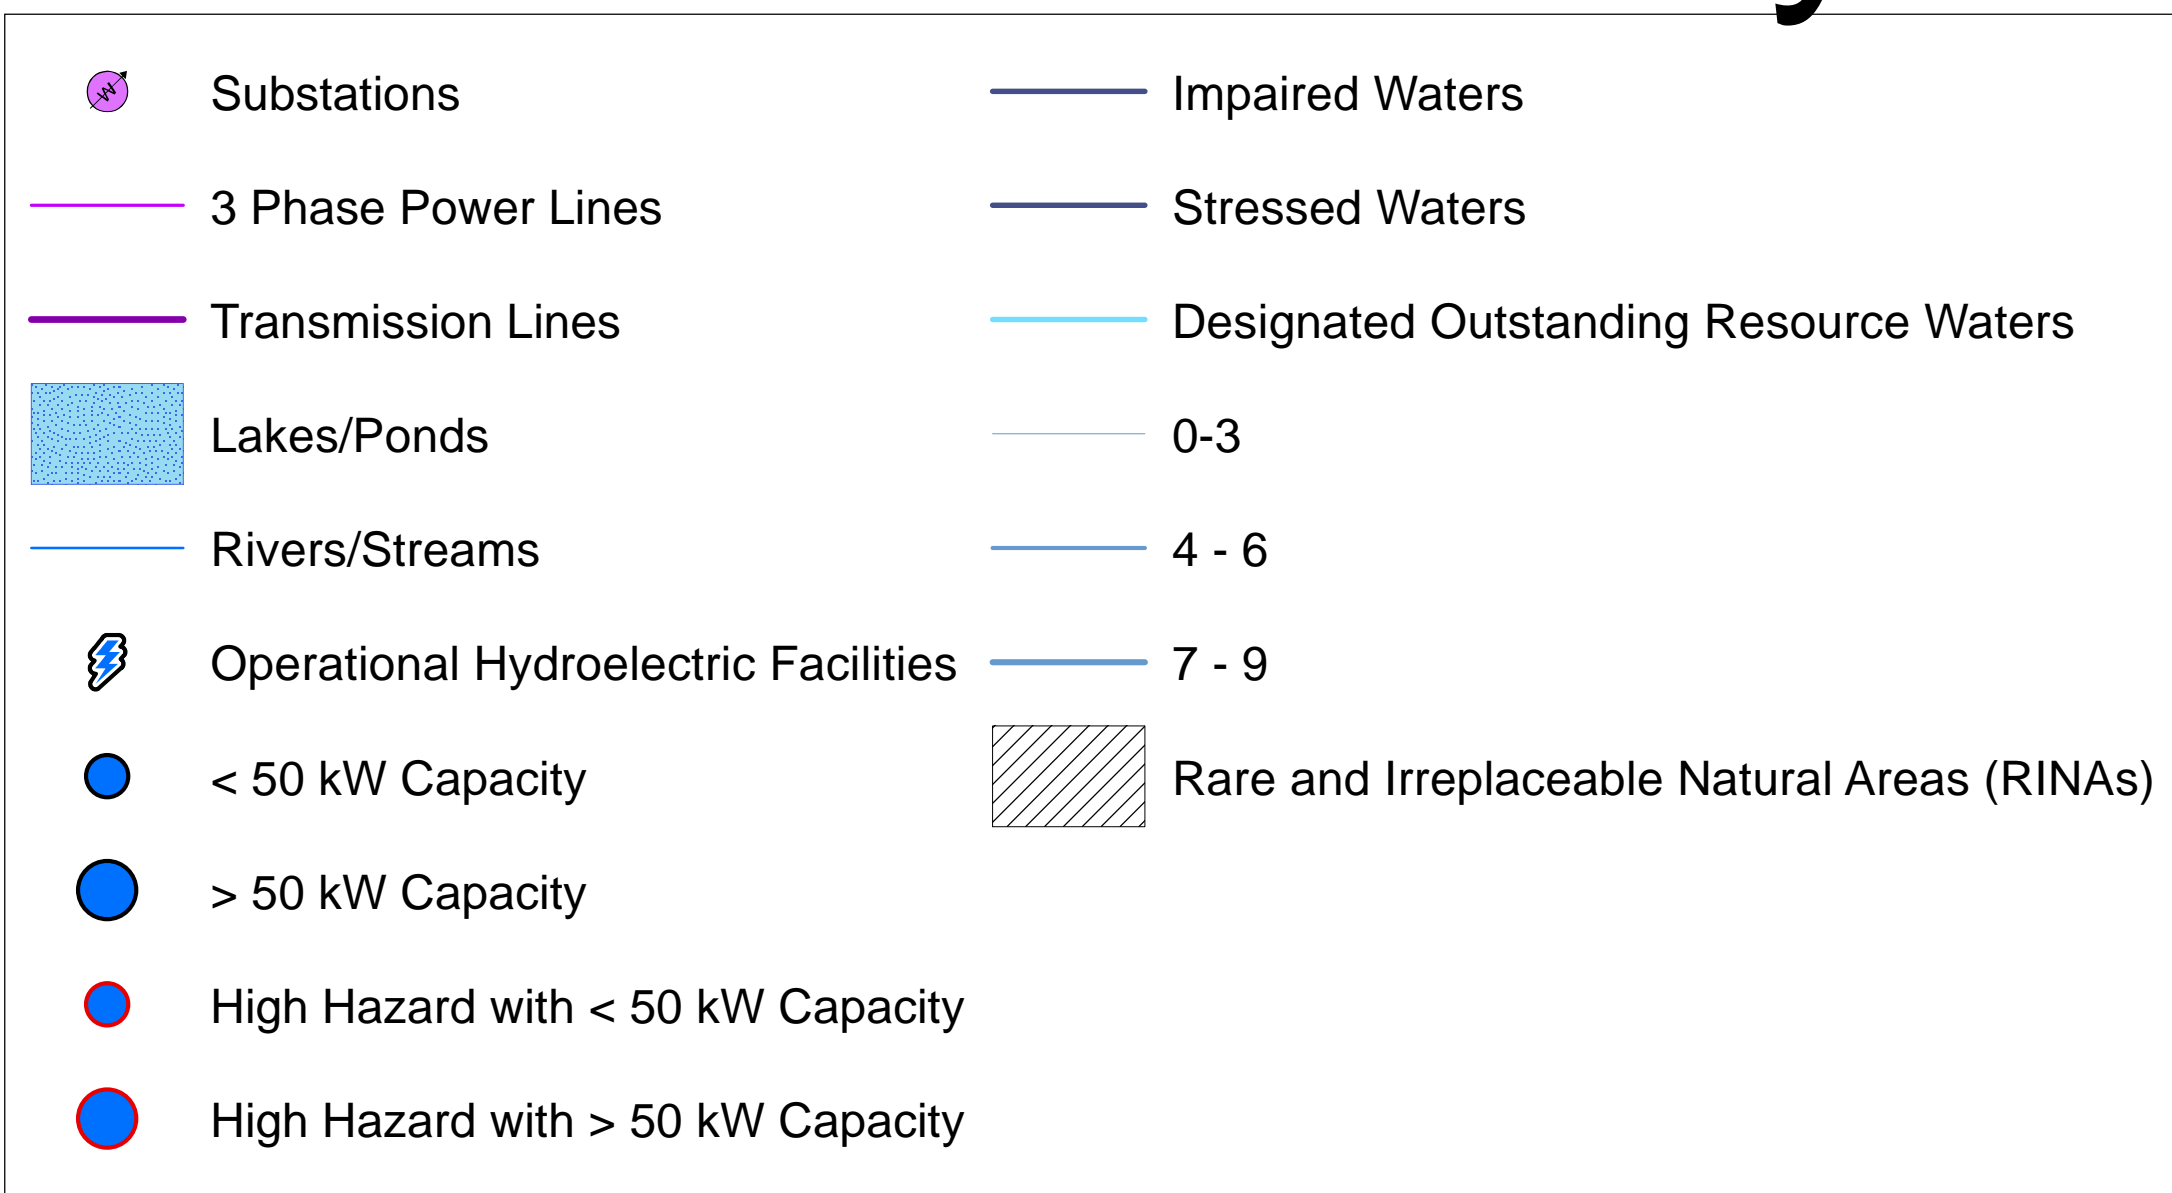 Substations
3 Phase Power Lines
Transmission Lines
Lakes/Ponds
Rivers/Streams
Operational Hydroelectric Facilities
< 50 kW Capacity
> 50 kW Capacity
High Hazard with < 50 kW Capacity
High Hazard with > 50 kW Capacity
Impaired Waters
Stressed Waters
Designated Outstanding Resource Waters
0-3
4 - 6
7 - 9
Rare and Irreplaceable Natural Areas (RINAs)